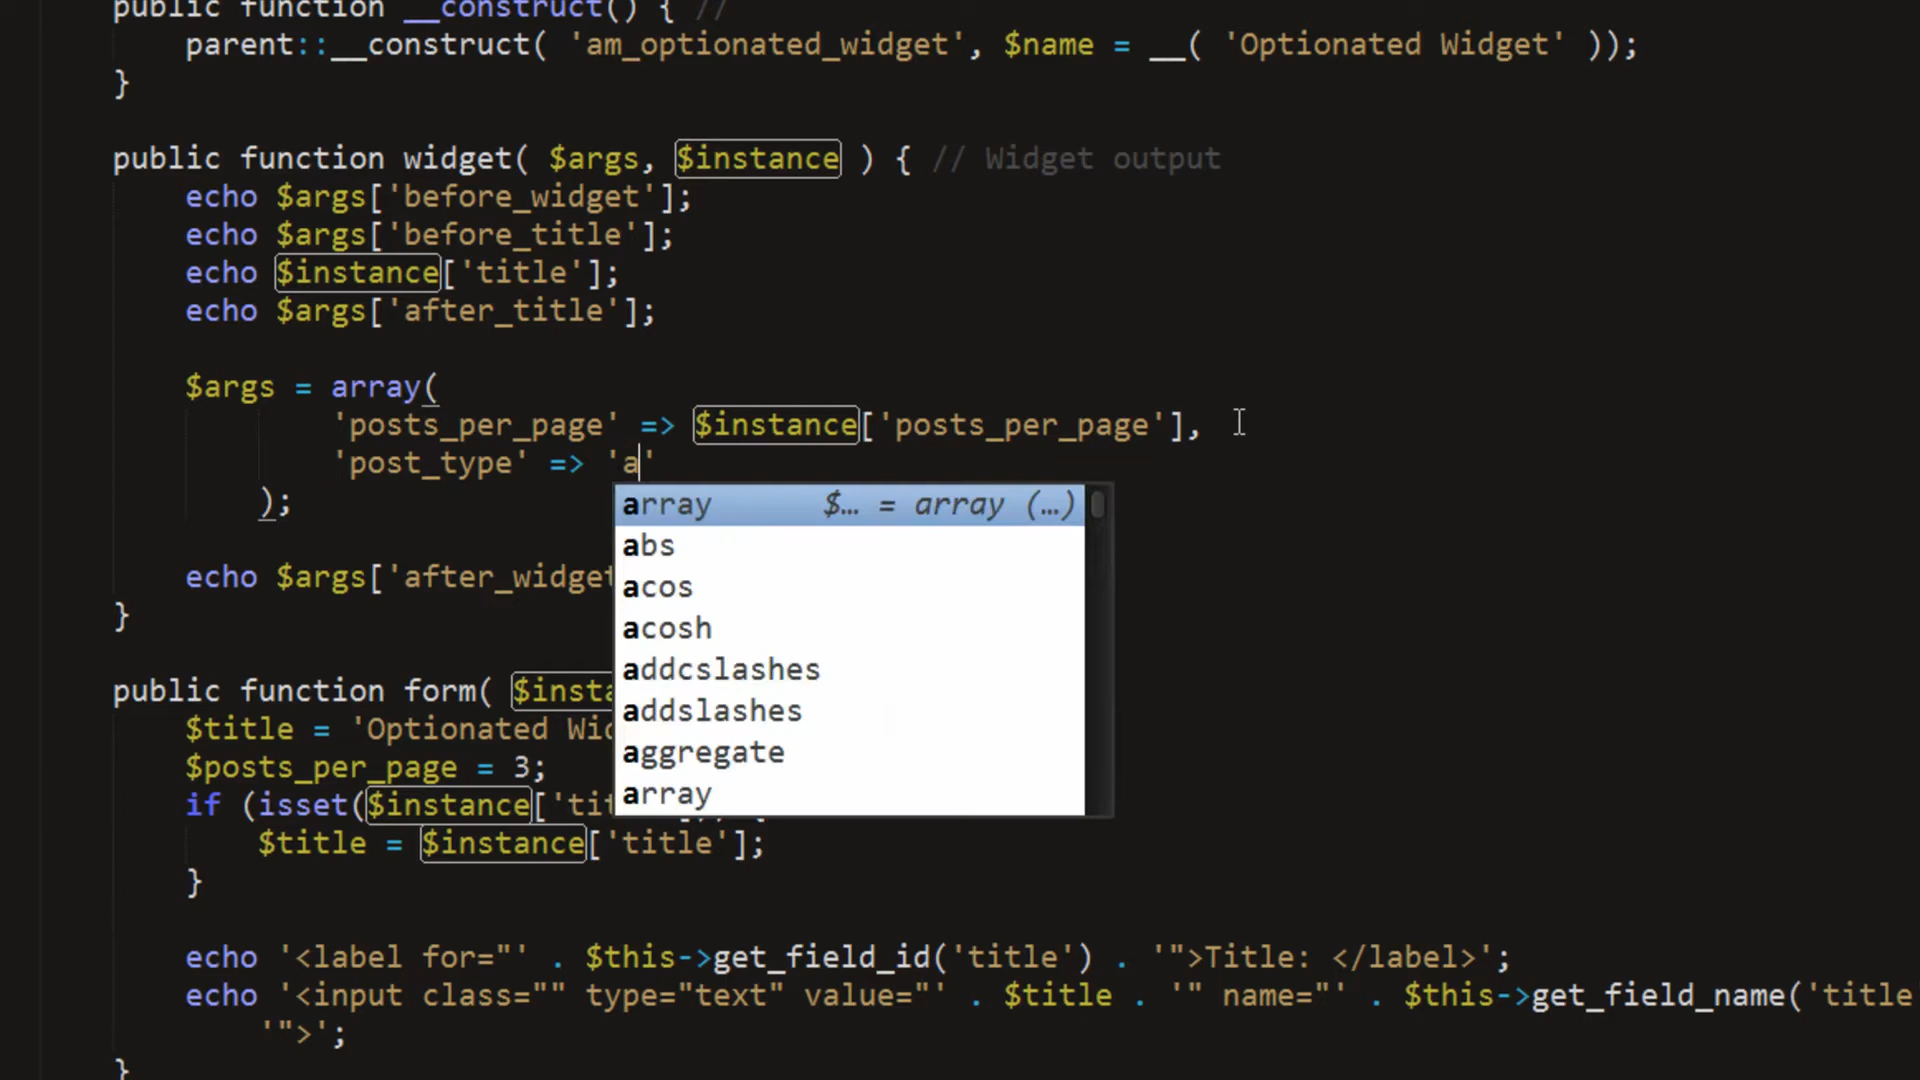 public function __construct() { //
parent::__construct( 'am_optionated_widget', $name = __( 'Optionated Widget' ));
}
public function widget( $args, $instance ) { // Widget output
echo $args['before_widget'];
echo $args['before_title'];
echo $instance['title'];
echo $args['after_title'];
$args = array(
'posts_per_page' => $instance['posts_per_page'],
'post_type' => 'a'
);
array $… = array (…)
abs
acos
acosh
addcslashes
addslashes
aggregate
array
echo $args['after_widget
}
public function form( $insta
$title = 'Optionated Wi
$posts_per_page = 3;
if (isset($instance['tit
$title = $instance['title'];
}
echo '<label for="' . $this->get_field_id('title') . '">Title: </label>';
echo '<input class="" type="text" value="' . $title . '" name="' . $this->get_field_name('title
'">';
}